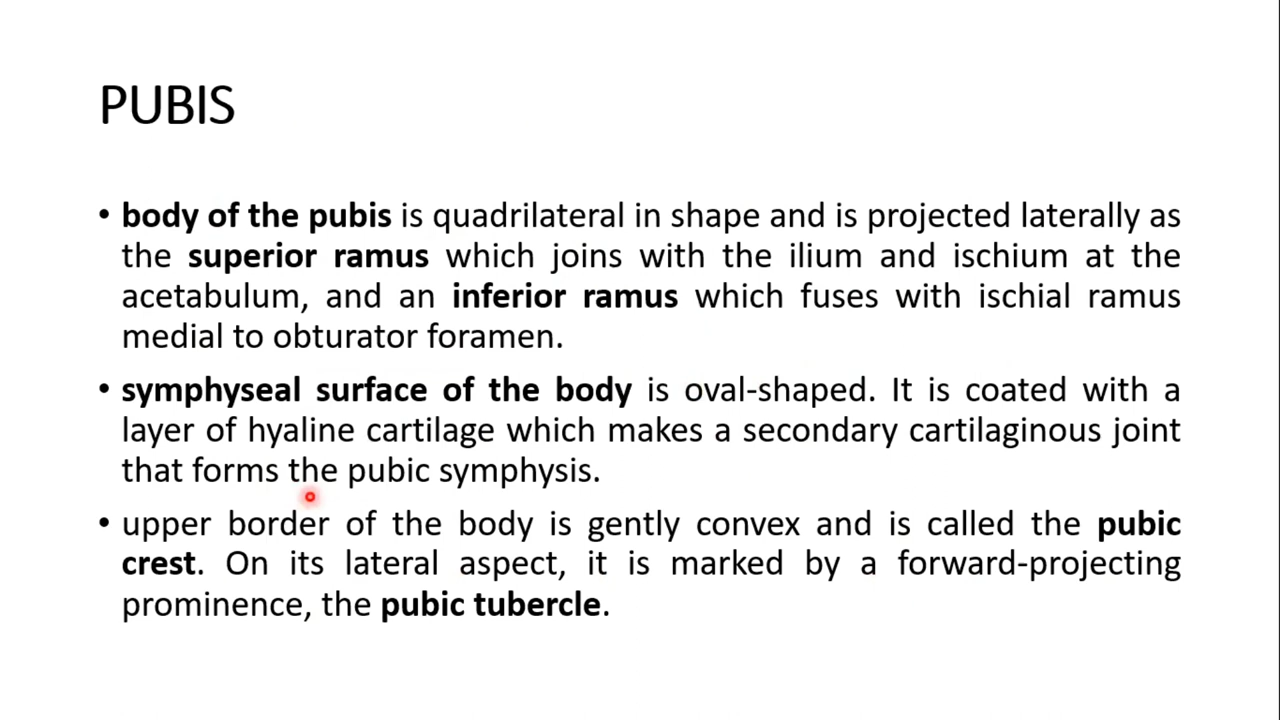 PUBIS
• body of the pubis is quadrilateral in shape and is projected laterally as
the superior ramus which joins with the ilium and ischium at the
acetabulum, and an inferior ramus which fuses with ischial ramus
medial to obturator foramen.
• symphyseal surface of the body is oval-shaped. It is coated with a
layer of hyaline cartilage which makes a secondary cartilaginous joint
that forms the pubic symphysis.
• upper border of the body is gently convex and is called the pubic
crest. On its lateral aspect, it is marked by a forward-projecting
prominence, the pubic tubercle.